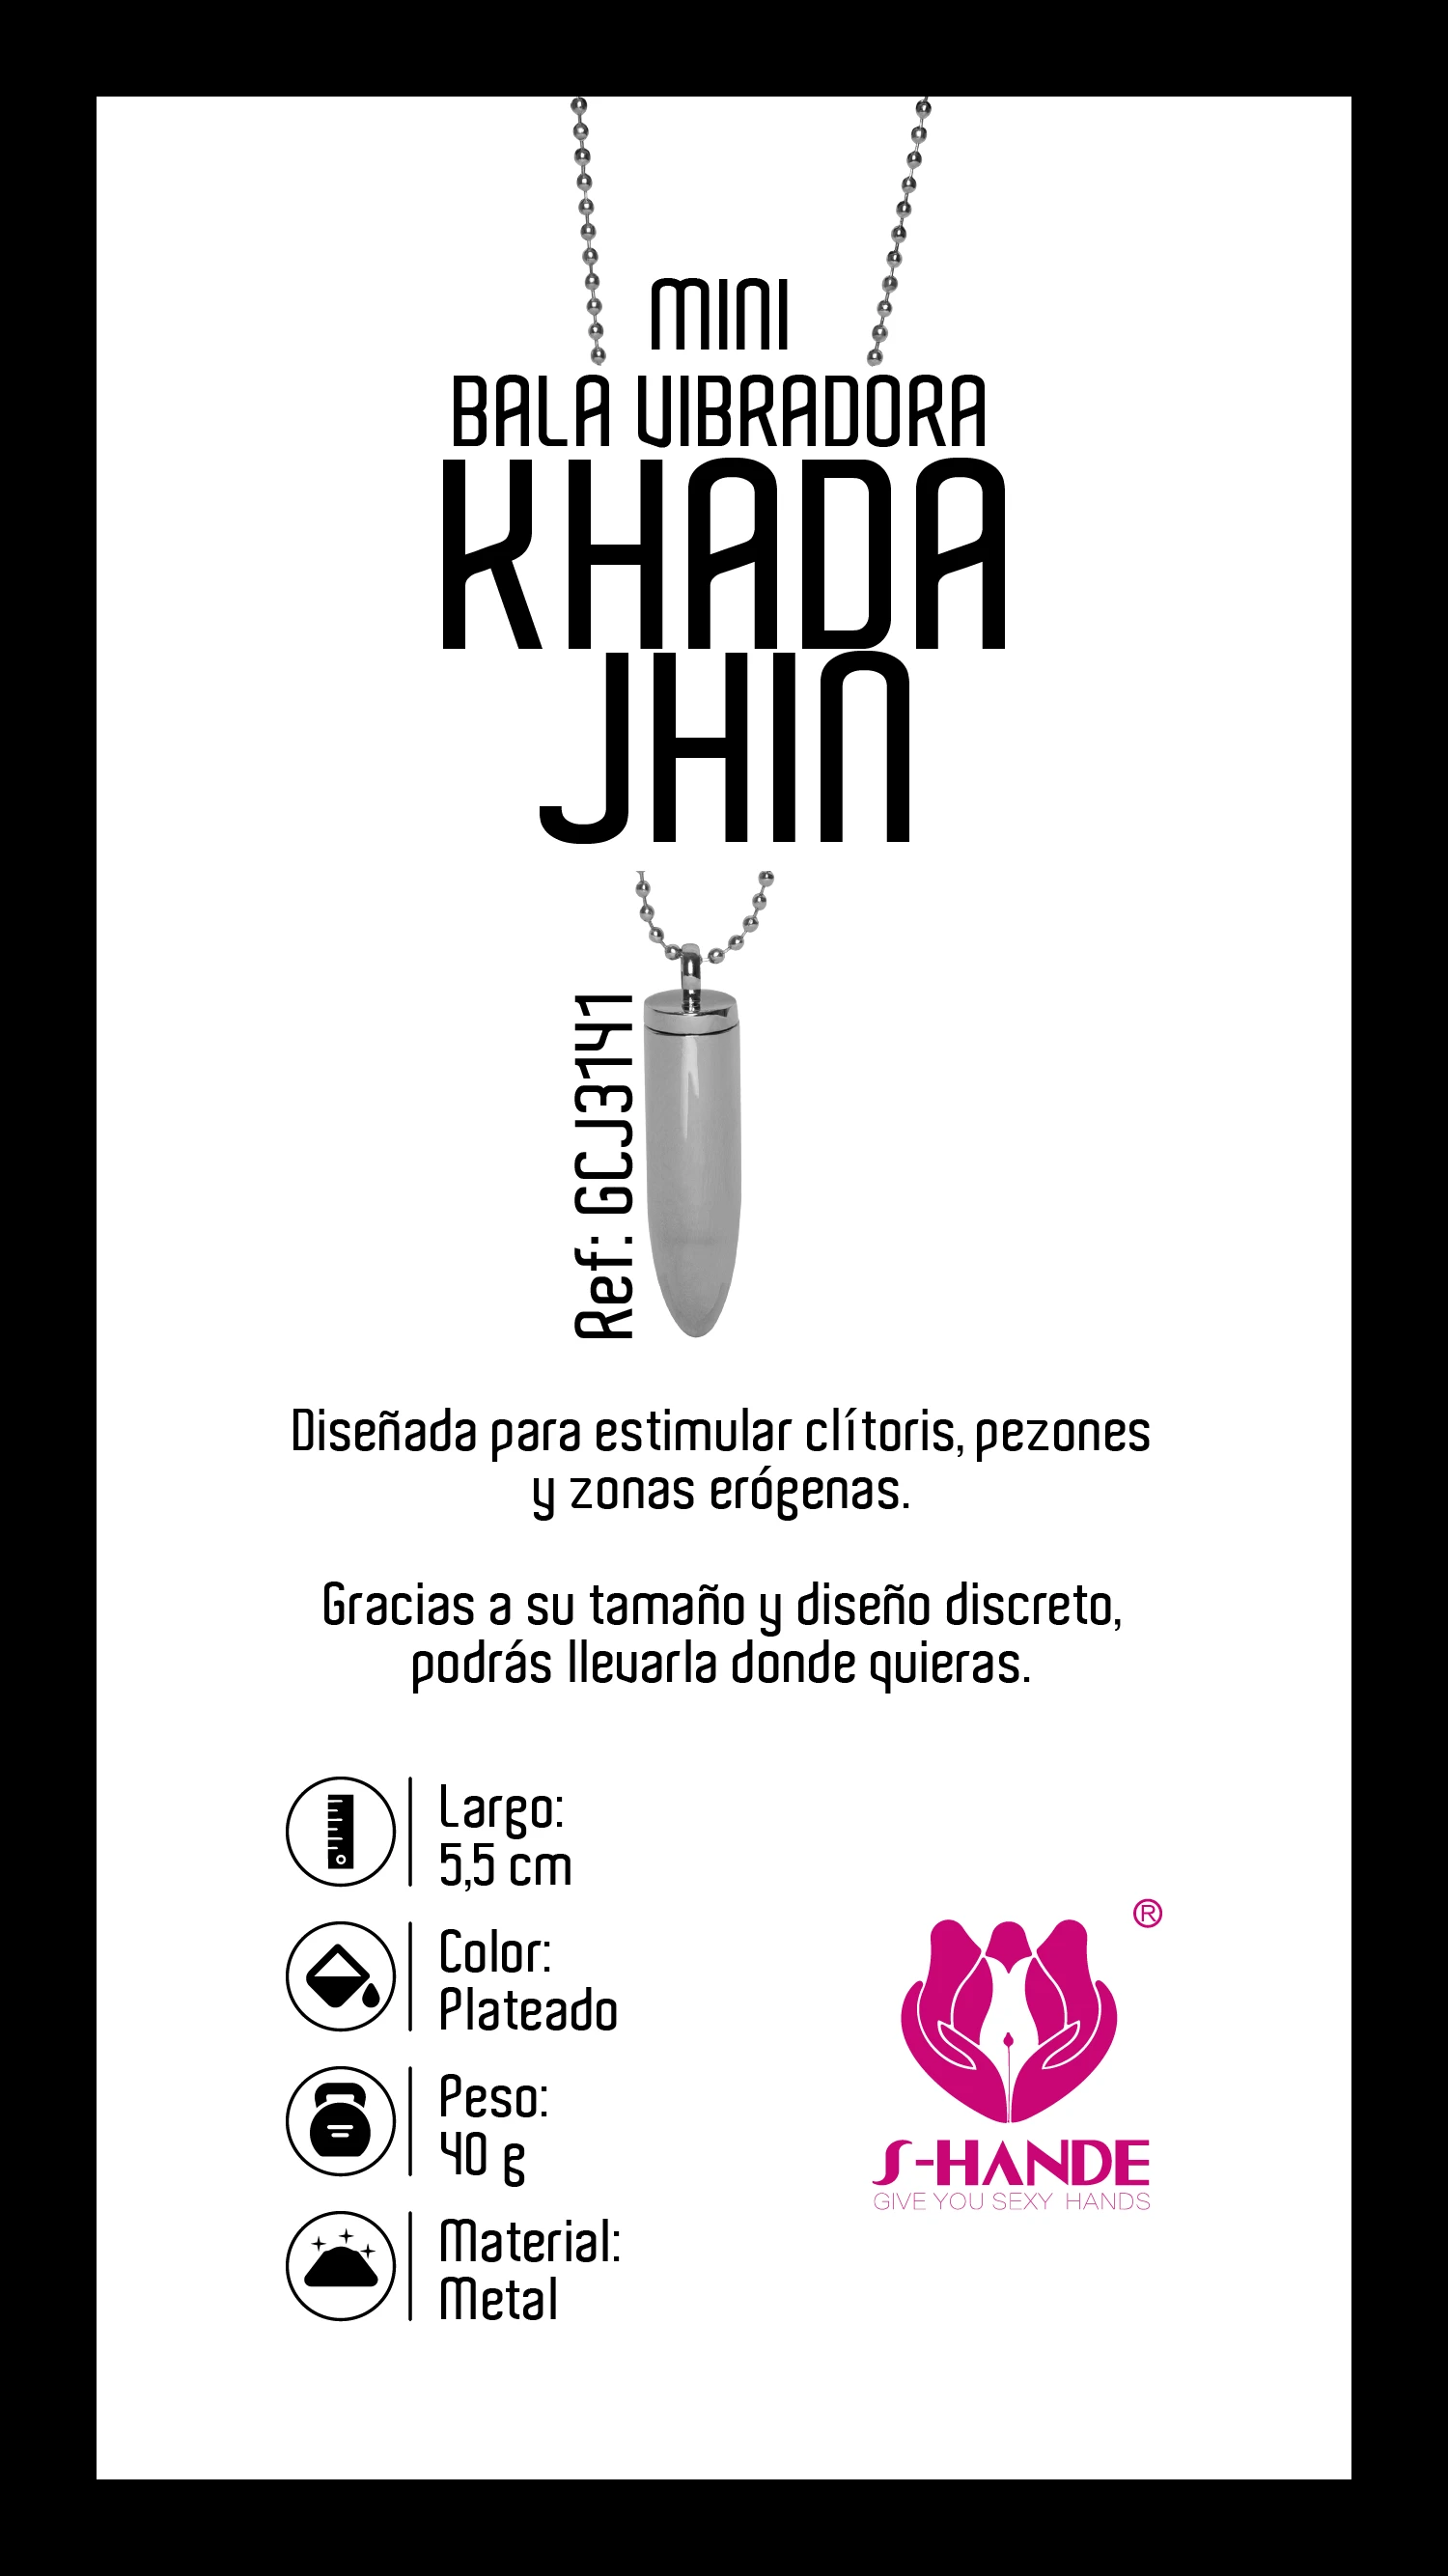 MINI
BALA VIBRADORA
KHADA
JHIN
Ref: GCJ3141
Diseñada para estimular clítoris, pezones
y zonas erógenas.
Gracias a su tamaño y diseño discreto,
podrás llevarla donde quieras.
Largo:
5,5 cm
Color:
Plateado
Peso:
40 g
Material:
Metal
®
S-HANDE
GIVE YOU SEXY HANDS